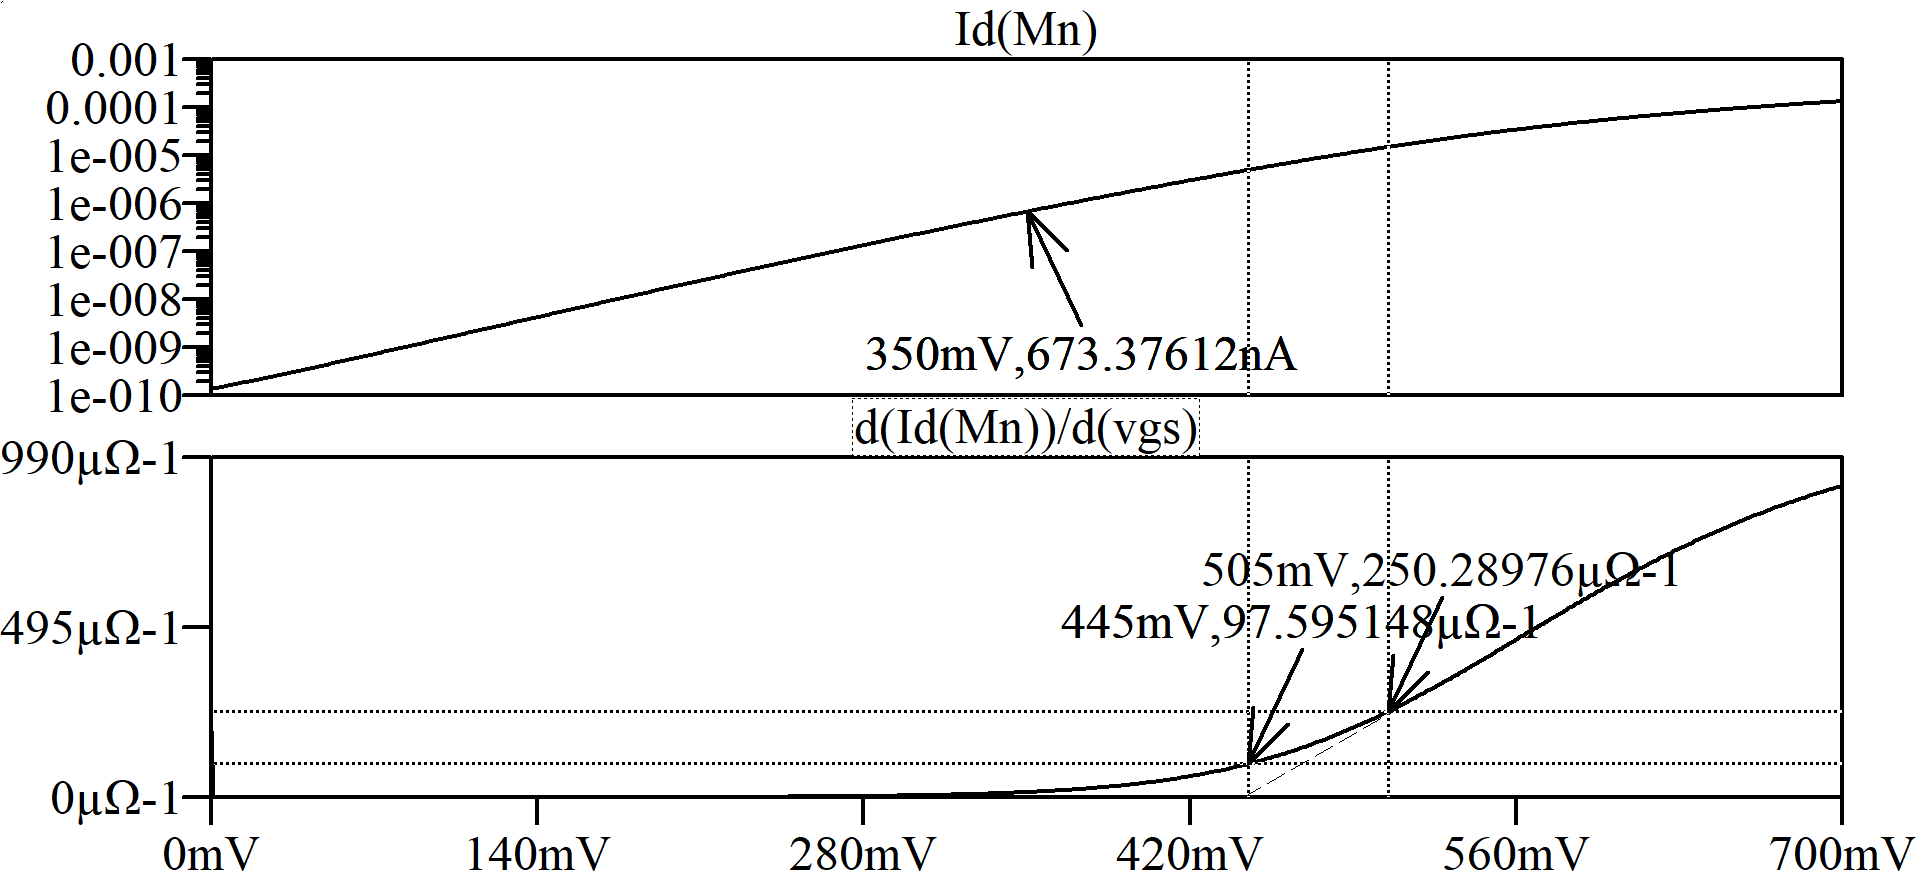 Id(Mn)
0.001
0.0001
1e-005
1e-006
1e-007
1e-008
1e-009
1e-010
350mV,673.37612nA
d(Id(Mn))/d(vgs)
990µΩ-1
495µΩ-1
0µΩ-1
505mV,250.28976µΩ-1
445mV,97.595148µΩ-1
0mV 140mV 280mV 420mV 560mV 700mV